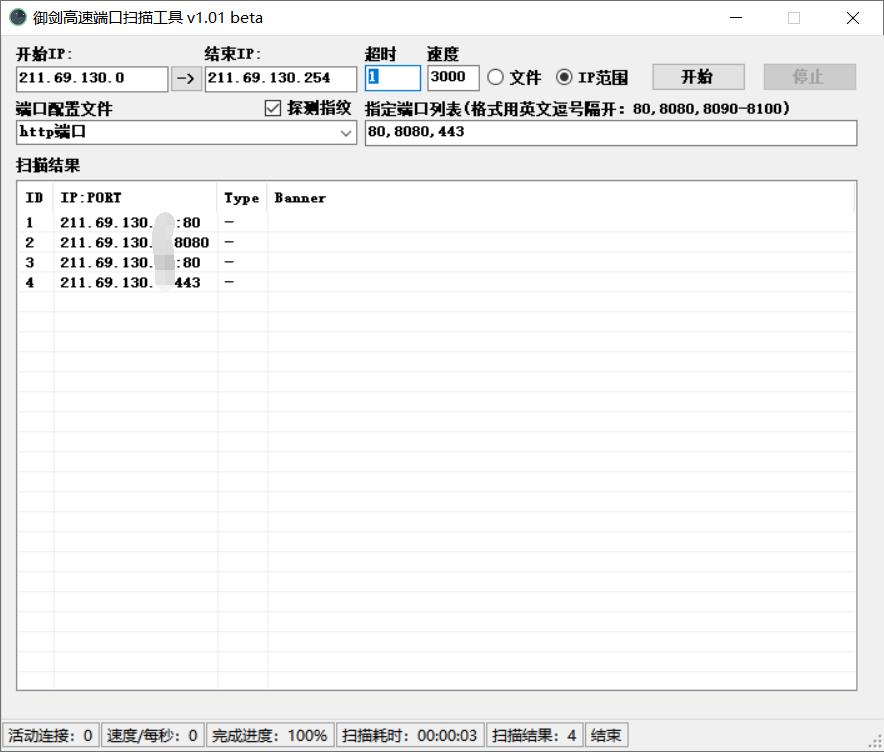 御剑高速端口扫描工具 v1.01 beta
开始IP: 结束IP: 超时 速度
211.69.130.0 —> 211.69.130.254 1 3000 文件 IP范围 开始 停止
端口配置文件 探测指纹 指定端口列表(格式用英文逗号隔开: 80,8080,8090-8100)
http端口 80,8080,443
扫描结果
ID IP:PORT Type Banner
1 211.69.130. :80 —
2 211.69.130. 8080 —
3 211.69.130. :80 —
4 211.69.130. 443 —
活动连接: 0 速度/每秒: 0 完成进度: 100% 扫描耗时: 00:00:03 扫描结果: 4 结束